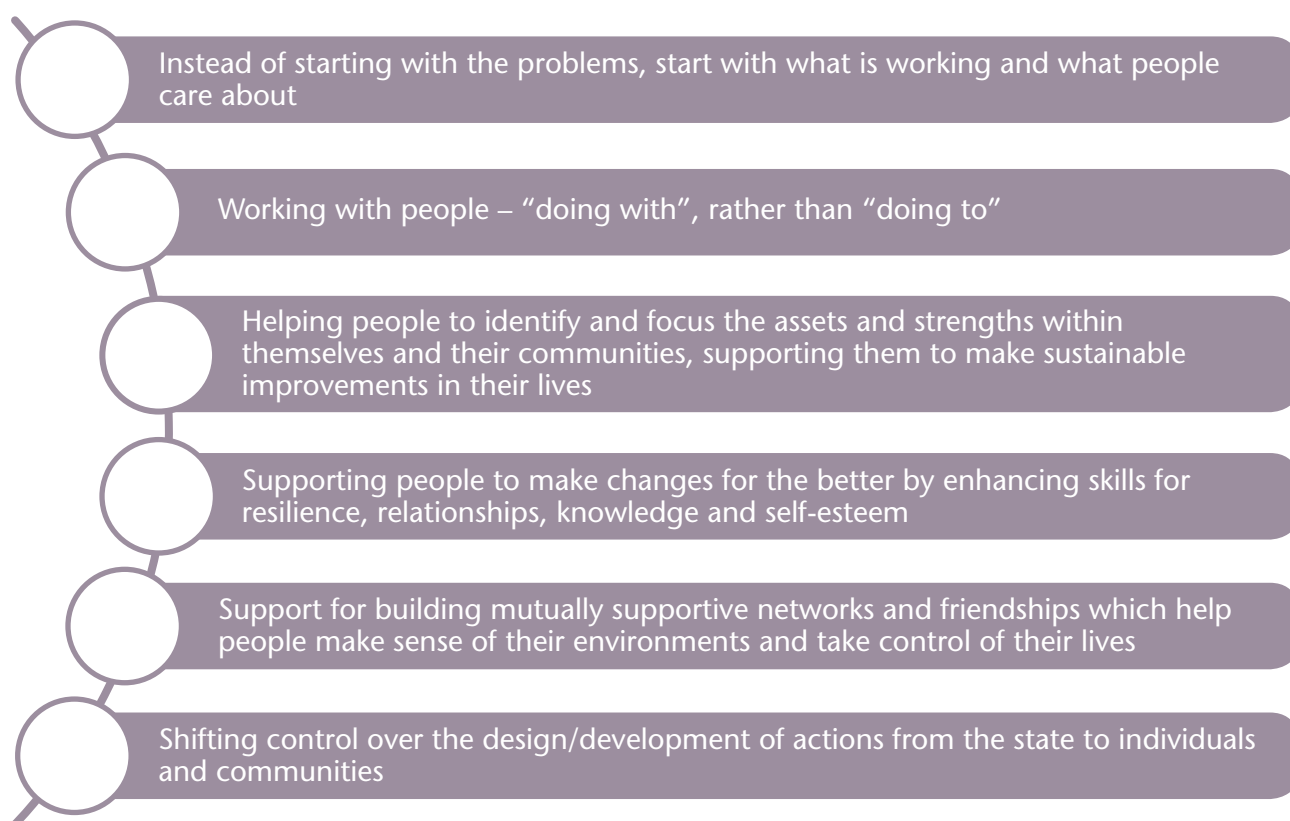 Instead of starting with the problems, start with what is working and what people
care about
Working with people – “doing with”, rather than “doing to”
Helping people to identify and focus the assets and strengths within
themselves and their communities, supporting them to make sustainable
improvements in their lives
Supporting people to make changes for the better by enhancing skills for
resilience, relationships, knowledge and self-esteem
Support for building mutually supportive networks and friendships which help
people make sense of their environments and take control of their lives
Shifting control over the design/development of actions from the state to individuals
and communities